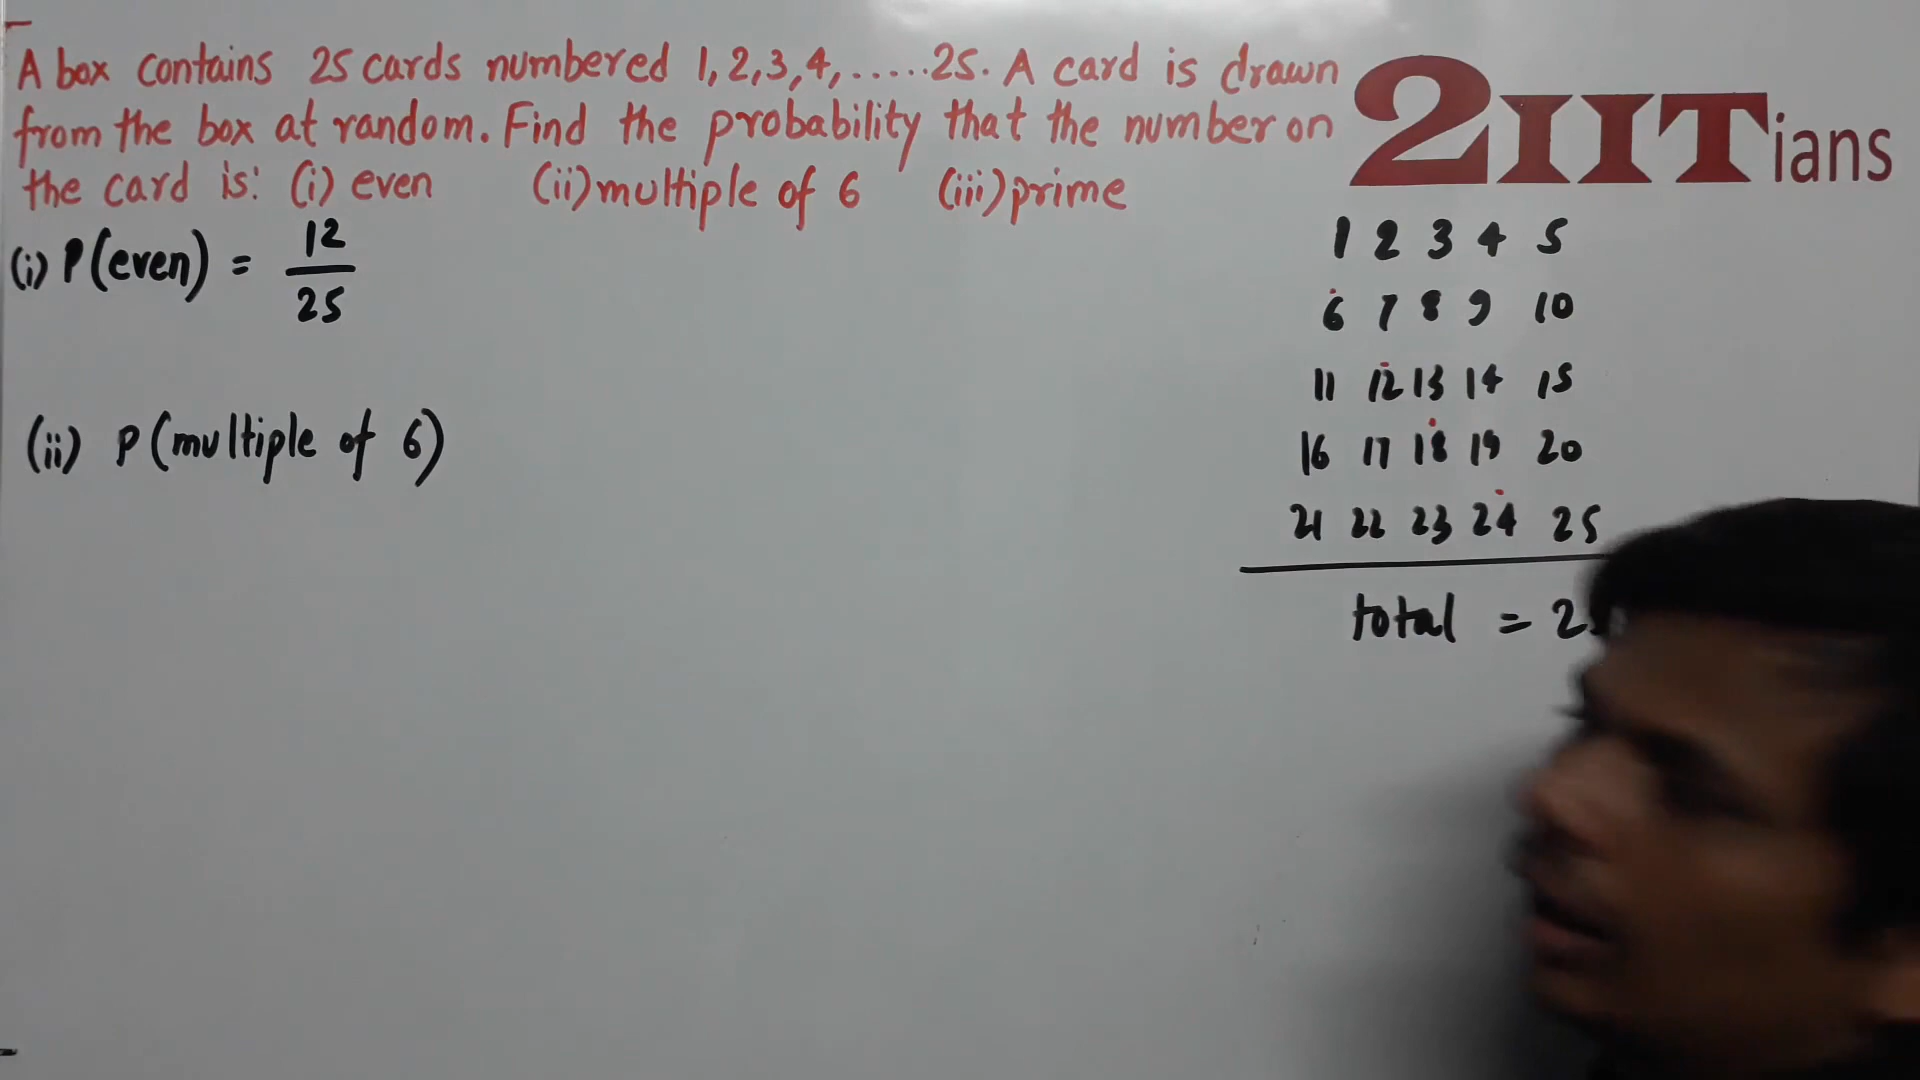 A box contains 25 cards numbered 1,2,3,4,.....25. A card is drawn
from the box at random. Find the probability that the number on
the card is: (i) even (ii) multiple of 6 (iii) prime
2IITians
(i) P(even) = 12/25
(ii) P(multiple of 6)
1 2 3 4 5
6 7 8 9 10
11 12 13 14 15
16 17 18 19 20
21 22 23 24 25
total = 25